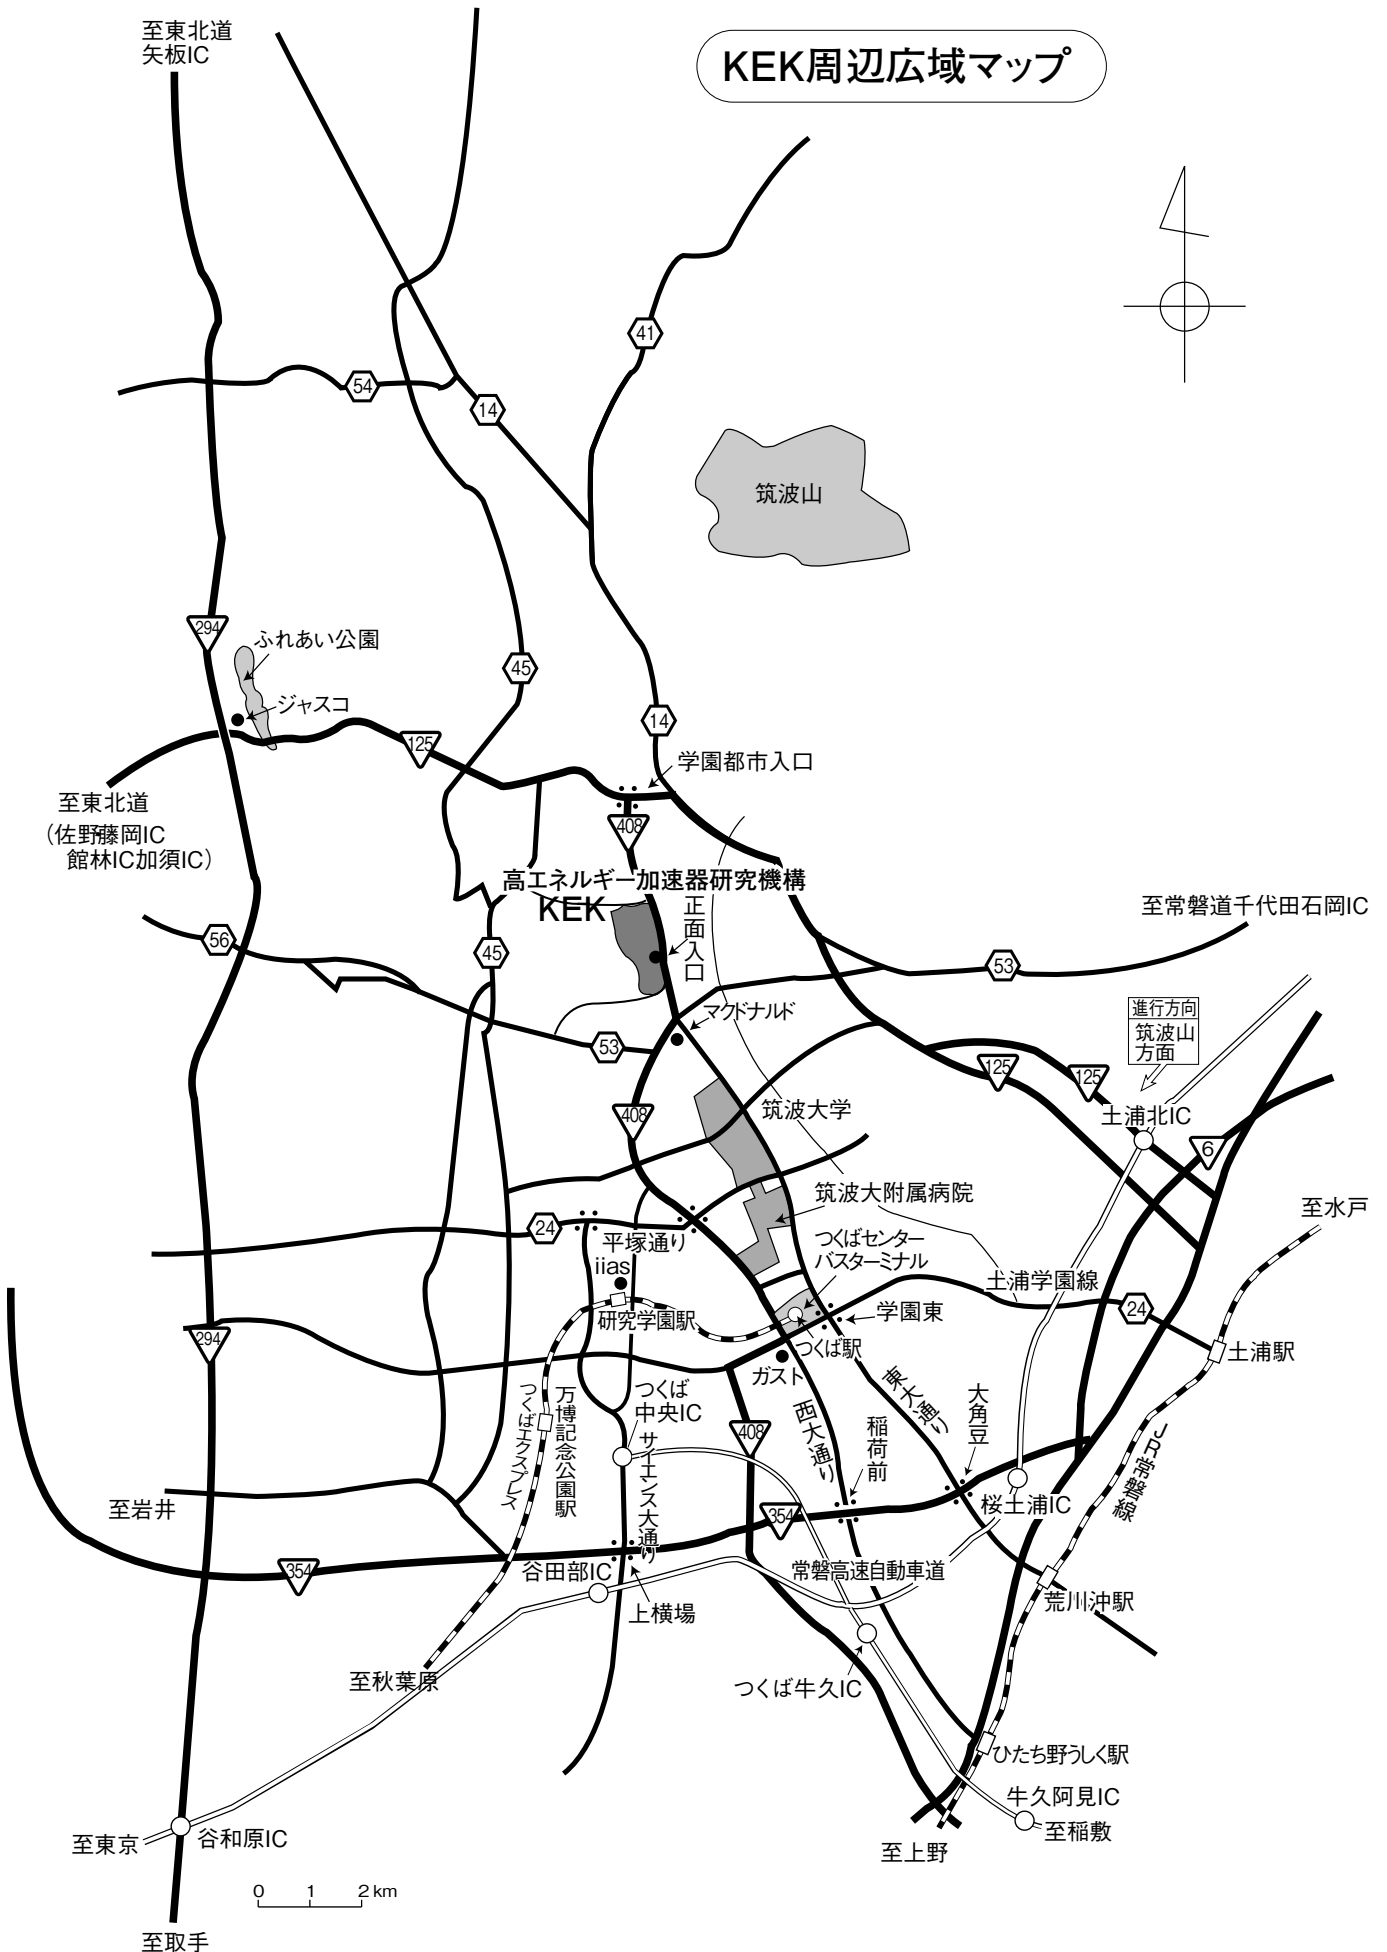 至東北道
矢板IC
KEK周辺広域マップ
41
54
14
筑波山
294
ふれあい公園
45
ジャスコ
14
125
学園都市入口
至東北道
（佐野藤岡IC
館林IC加須IC）
408
高エネルギー加速器研究機構
KEK
正面入口
至常磐道千代田石岡IC
56
45
53
進行方向
筑波山
方面
マクドナルド
53
125
125
408
筑波大学
土浦北IC
6
筑波大附属病院
至水戸
24
平塚通り
つくばセンター
バスターミナル
iias
土浦学園線
研究学園駅
学園東
24
294
つくば駅
土浦駅
ガスト
つくばエクスプレス
万博記念公園駅
つくば
中央IC
東大通り
西大通り
大角豆
稲荷前
408
サイエンス大通り
JR常磐線
至岩井
354
桜土浦IC
354
谷田部IC
常磐高速自動車道
上横場
荒川沖駅
至秋葉原
つくば牛久IC
ひたち野うしく駅
牛久阿見IC
至東京
谷和原IC
至稲敷
至上野
0 1 2 km
至取手